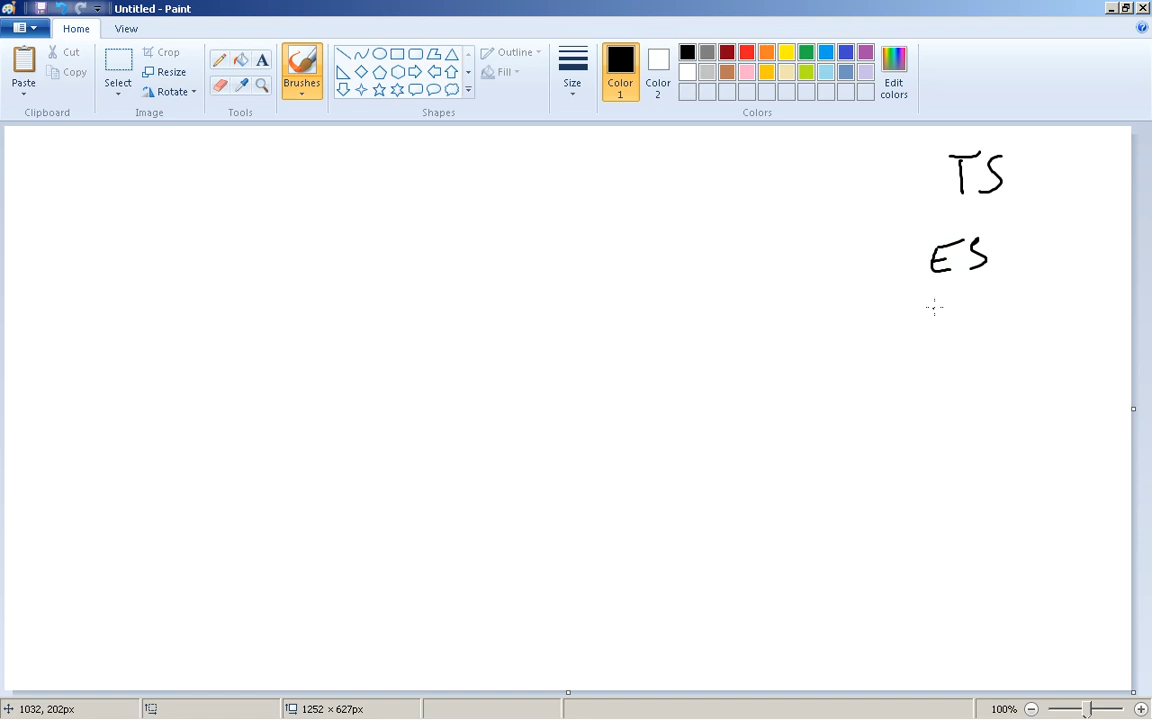 Untitled - Paint
Home View
Paste Cut Copy Select Crop Resize Rotate A Brushes Outline Fill Size Color 1 Color 2 Edit colors
Clipboard Image Tools Shapes Colors
TS
ES
1032, 202px 1252 × 627px 100%